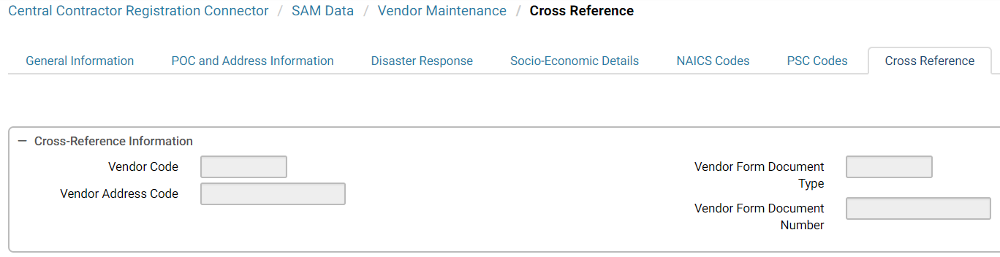 Central Contractor Registration Connector / SAM Data / Vendor Maintenance / Cross Reference
General Information POC and Address Information Disaster Response Socio-Economic Details NAICS Codes PSC Codes Cross Reference
— Cross-Reference Information
Vendor Code
Vendor Address Code
Vendor Form Document
Type
Vendor Form Document
Number